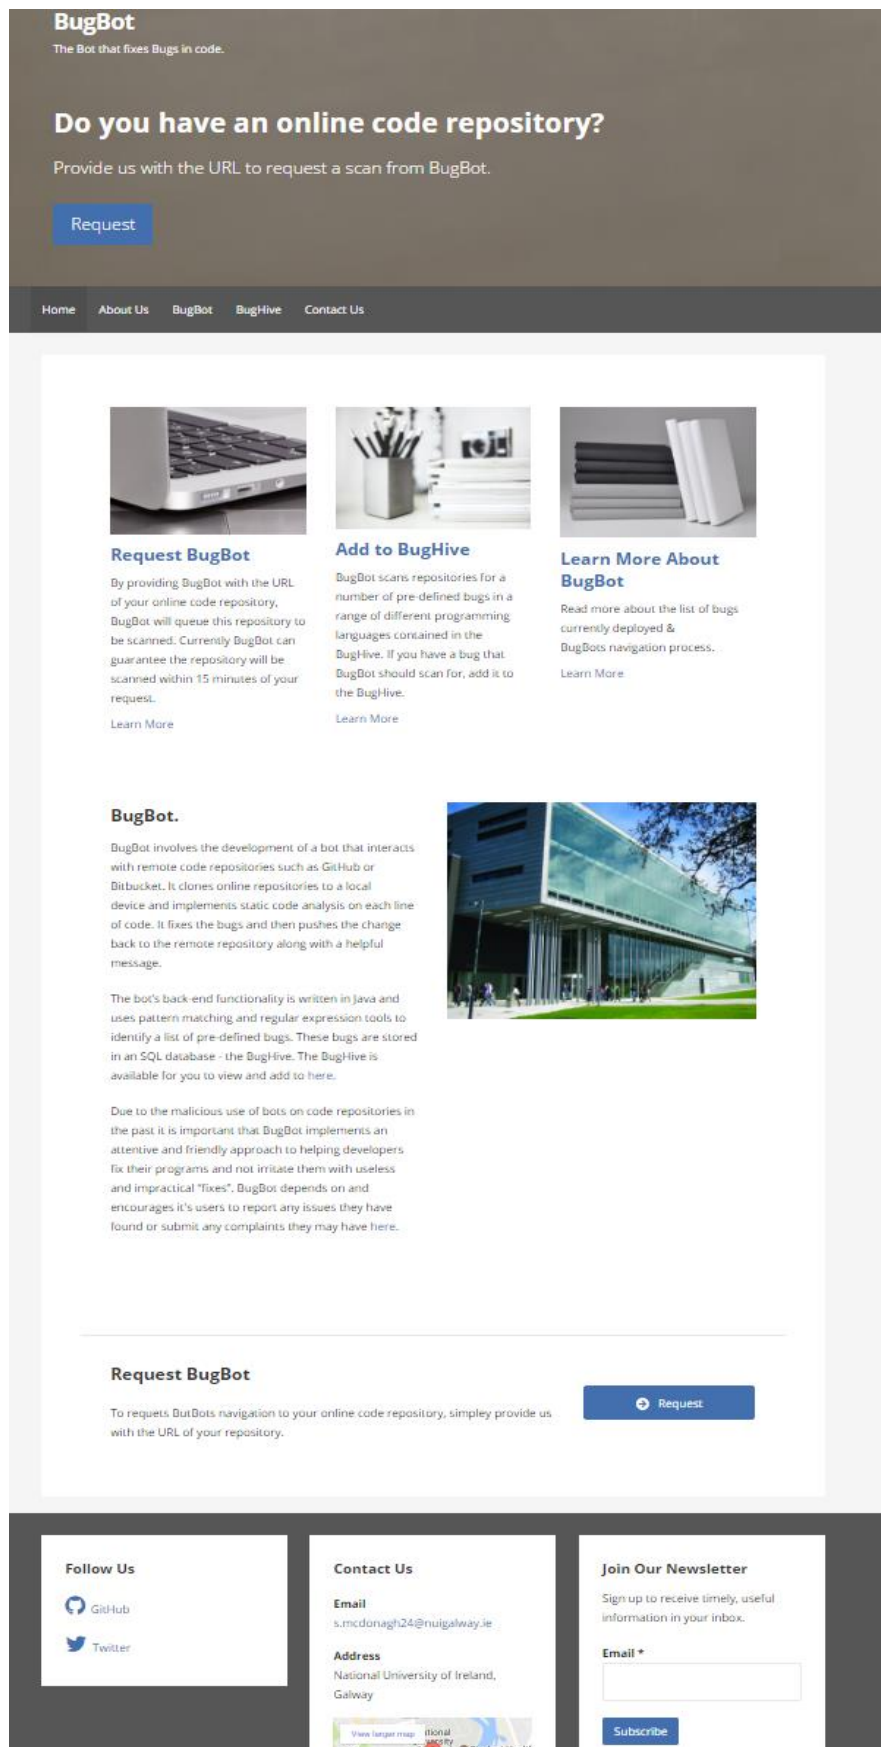 BugBot
The Bot that fixes Bugs in code.
Do you have an online code repository?
Provide us with the URL to request a scan from BugBot.
Request
Home About Us BugBot BugHive Contact Us
Request BugBot
By providing BugBot with the URL
of your online code repository,
BugBot will queue this repository to
be scanned. Currently BugBot can
guarantee the repository will be
scanned within 15 minutes of your
request.
Learn More
Add to BugHive
BugBot scans repositories for a
number of pre-defined bugs in a
range of different programming
languages contained in the
BugHive. If you have a bug that
BugBot should scan for, add it to
the BugHive.
Learn More
Learn More About
BugBot
Read more about the list of bugs
currently deployed &
BugBots navigation process.
Learn More
BugBot.
BugBot involves the development of a bot that interacts
with remote code repositories such as GitHub or
Bitbucket. It clones online repositories to a local
device and implements static code analysis on each line
of code. It fixes the bugs and then pushes the change
back to the remote repository along with a helpful
message.
The bot's back-end functionality is written in Java and
uses pattern matching and regular expression tools to
identify a list of pre-defined bugs. These bugs are stored
in an SQL database - the BugHive. The BugHive is
available for you to view and add to here.
Due to the malicious use of bots on code repositories in
the past it is important that BugBot implements an
attentive and friendly approach to helping developers
fix their programs and not irritate them with useless
and impractical "fixes". BugBot depends on and
encourages it's users to report any issues they have
found or submit any complaints they may have here.
Request BugBot
To requets ButBots navigation to your online code repository, simpley provide us
with the URL of your repository.
Request
Follow Us
GitHub
Twitter
Contact Us
Email
s.mcdonagh24@nuigalway.ie
Address
National University of Ireland,
Galway
View larger map
Join Our Newsletter
Sign up to receive timely, useful
information in your inbox.
Email *
Subscribe